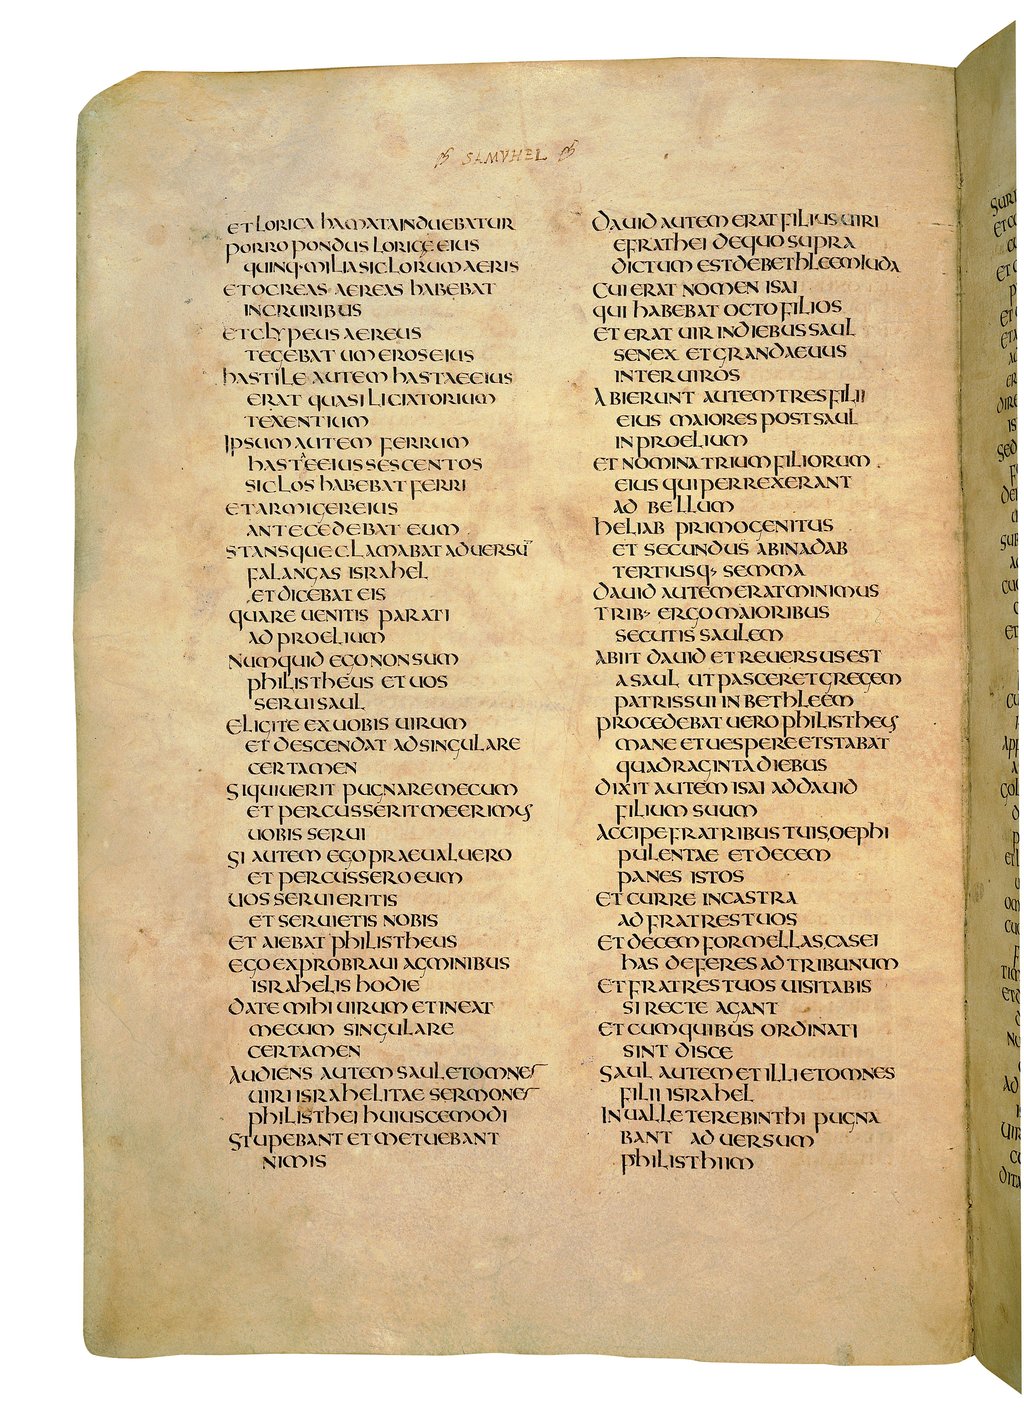 SAMUHEL
ET LORICA HAMATA INDUEBATUR
PORRO PONDUS LORICE EIUS
QUINQ· MILIA SICLORUM AERIS
ET OCREAS AEREAS HABEBAT
IN CRURIBUS
ET CLYPEUS AEREUS
TEGEBAT UMEROS EIUS
HASTILE AUTEM HASTAE EIUS
ERAT QUASI LICIATORIUM
TEXENTIUM
IPSUM AUTEM FERRUM
HASTAE EIUS SESCENTOS
SICLOS HABEBAT FERRI
ET ARMIGER EIUS
ANTECEDEBAT EUM
STANSQUE CLAMABAT ADUERSŪ
FALANGAS ISRAHEL
ET DICEBAT EIS
QUARE UENITIS PARATI
AD PROELIUM
NUMQUID EGO NON SUM
PHILISTHEUS ET UOS
SERUI SAUL
ELIGITE EX UOBIS UIRUM
ET DESCENDAT AD SINGULARE
CERTAMEN
SI QUIUERIT PUGNARE MECUM
ET PERCUSSERIT ME ERIMUS
UOBIS SERUI
SI AUTEM EGO PRAEUALUERO
ET PERCUSSERO EUM
UOS SERUI ERITIS
ET SERUIETIS NOBIS
ET AIEBAT PHILISTHEUS
EGO EXPROBRAUI AGMINIBUS
ISRAHELIS HODIE
DATE MIHI UIRUM ET INEAT
MECUM SINGULARE
CERTAMEN
AUDIENS AUTEM SAUL ET OMNES
UIRI ISRAHELITAE SERMONES
PHILISTHEI HUIUSCEMODI
STUPEBANT ET METUEBANT
NIMIS
DAUID AUTEM ERAT FILIUS UIRI
EFRATHEI DE QUO SUPRA
DICTUM EST DE BETHLEEM IUDA
CUI ERAT NOMEN ISAI
QUI HABEBAT OCTO FILIOS
ET ERAT UIR IN DIEBUS SAUL
SENEX ET GRANDAEUUS
INTER UIROS
ABIERUNT AUTEM TRES FILII
EIUS MAIORES POST SAUL
IN PROELIUM
ET NOMINA TRIUM FILIORUM
EIUS QUI PERREXERANT
AD BELLUM
HELIAB PRIMOGENITUS
ET SECUNDUS ABINADAB
TERTIUSQ· SEMMA
DAUID AUTEM ERAT MINIMUS
TRIB· ERGO MAIORIBUS
SECUTIS SAULEM
ABIIT DAUID ET REUERSUS EST
A SAUL UT PASCERET GREGEM
PATRIS SUI IN BETHLEEM
PROCEDEBAT UERO PHILISTHEUS
MANE ET UESPERE ET STABAT
QUADRAGINTA DIEBUS
DIXIT AUTEM ISAI AD DAUID
FILIUM SUUM
ACCIPE FRATRIBUS TUIS OEPHI
PULENTAE ET DECEM
PANES ISTOS
ET CURRE IN CASTRA
AD FRATRES TUOS
ET DECEM FORMELLAS CASEI
HAS DEFERES AD TRIBUNUM
ET FRATRES TUOS UISITABIS
SI RECTE AGANT
ET CUM QUIBUS ORDINATI
SINT DISCE
SAUL AUTEM ET ILLI ET OMNES
FILII ISRAHEL
IN UALLE TEREBINTHI PUGNA
BANT ADUERSUM
PHILISTHIIM